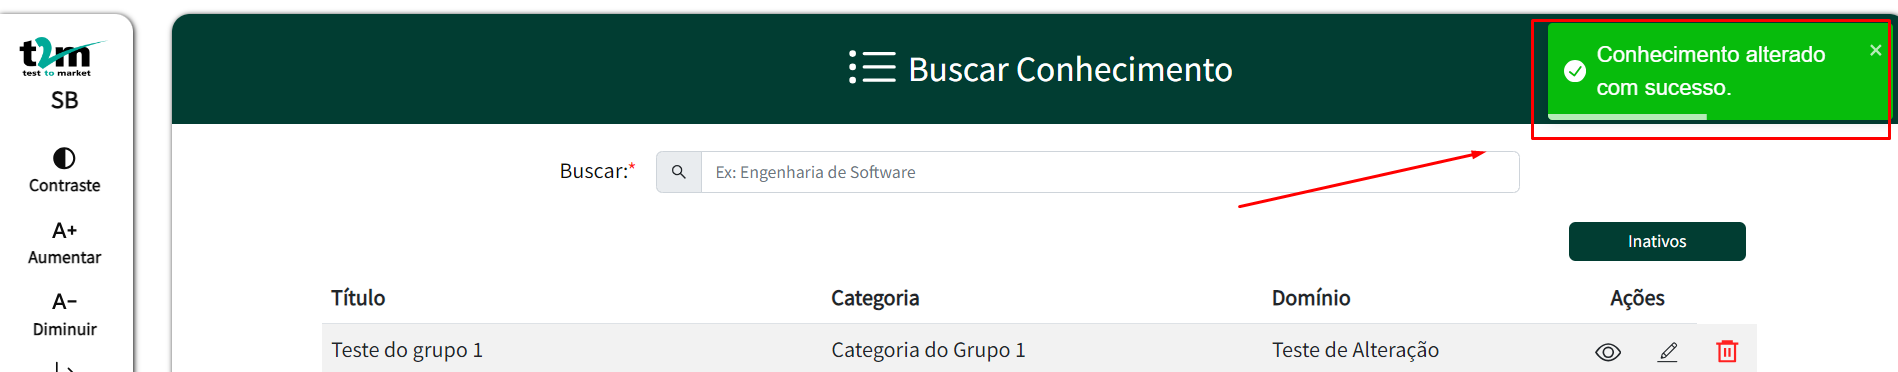 t2m
test to market
SB
Contraste
A+
Aumentar
A-
Diminuir
Buscar Conhecimento
Conhecimento alterado
com sucesso.
Buscar:*
Ex: Engenharia de Software
Inativos
Título Categoria Domínio Ações
Teste do grupo 1 Categoria do Grupo 1 Teste de Alteração